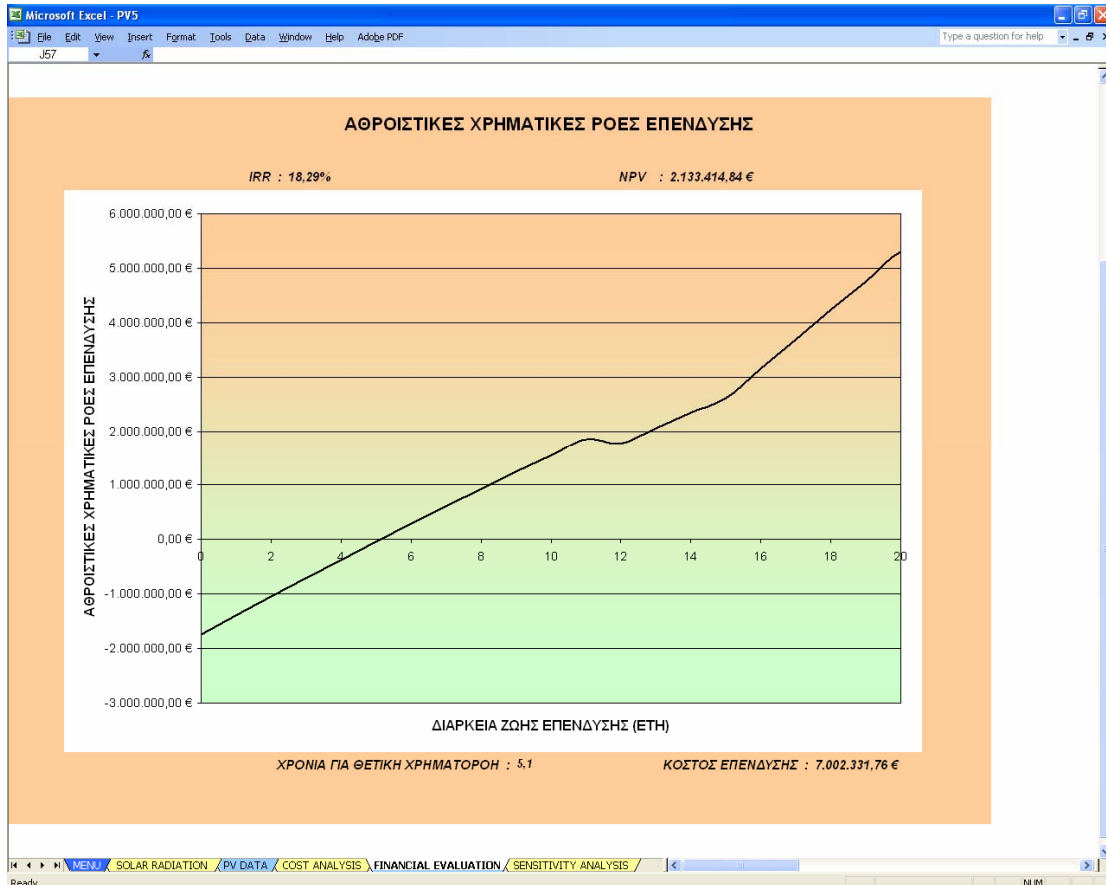 Microsoft Excel - PV5
File Edit View Insert Format Tools Data Window Help Adobe PDF
Type a question for help
J57 fx
ΑΘΡΟΙΣΤΙΚΕΣ ΧΡΗΜΑΤΙΚΕΣ ΡΟΕΣ ΕΠΕΝΔΥΣΗΣ
IRR : 18,29% NPV : 2.133.414,84 €
6.000.000,00 €
5.000.000,00 €
4.000.000,00 €
3.000.000,00 €
2.000.000,00 €
1.000.000,00 €
0,00 €
-1.000.000,00 €
-2.000.000,00 €
-3.000.000,00 €
ΑΘΡΟΙΣΤΙΚΕΣ ΧΡΗΜΑΤΙΚΕΣ ΡΟΕΣ ΕΠΕΝΔΥΣΗΣ
0 2 4 6 8 10 12 14 16 18 20
ΔΙΑΡΚΕΙΑ ΖΩΗΣ ΕΠΕΝΔΥΣΗΣ (ΕΤΗ)
ΧΡΟΝΙΑ ΓΙΑ ΘΕΤΙΚΗ ΧΡΗΜΑΤΟΡΟΗ : 5,1 ΚΟΣΤΟΣ ΕΠΕΝΔΥΣΗΣ : 7.002.331,76 €
MENU SOLAR RADIATION PV DATA COST ANALYSIS FINANCIAL EVALUATION SENSITIVITY ANALYSIS
Ready NUM